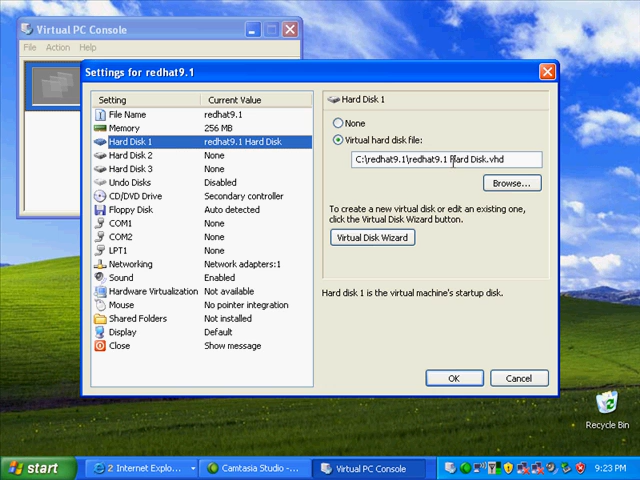 Virtual PC Console
File Action Help
Settings for redhat9.1
Setting Current Value
File Name redhat9.1
Memory 256 MB
Hard Disk 1 redhat9.1 Hard Disk
Hard Disk 2 None
Hard Disk 3 None
Undo Disks Disabled
CD/DVD Drive Secondary controller
Floppy Disk Auto detected
COM1 None
COM2 None
LPT1 None
Networking Network adapters:1
Sound Enabled
Hardware Virtualization Not available
Mouse No pointer integration
Shared Folders Not installed
Display Default
Close Show message
Hard Disk 1
None
Virtual hard disk file:
C:\redhat9.1\redhat9.1 Hard Disk.vhd
Browse...
To create a new virtual disk or edit an existing one,
click the Virtual Disk Wizard button.
Virtual Disk Wizard
Hard disk 1 is the virtual machine's startup disk.
OK Cancel
Recycle Bin
start 2 Internet Explo... Camtasia Studio -... Virtual PC Console 9:23 PM